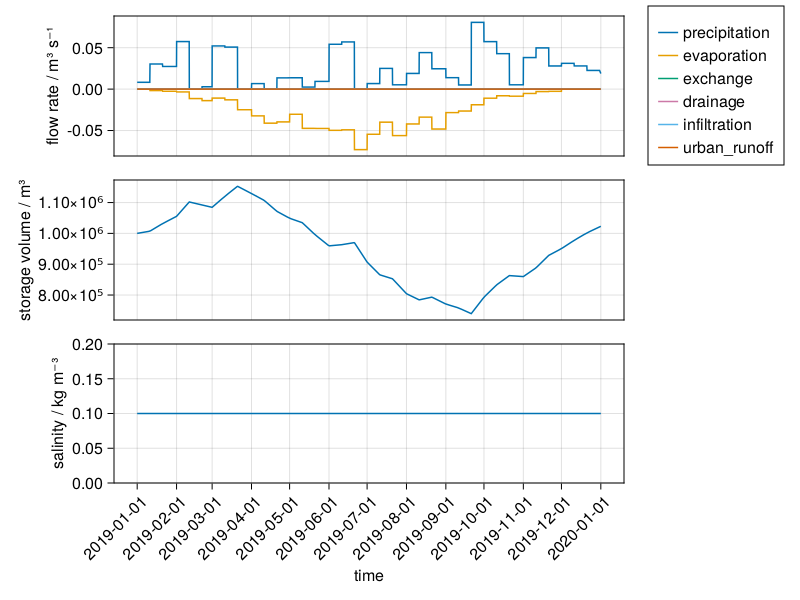 flow rate / m³ s⁻¹
0.05
0.00
-0.05
precipitation
evaporation
exchange
drainage
infiltration
urban_runoff
storage volume / m³
1.10×10⁶
1.00×10⁶
9.00×10⁵
8.00×10⁵
salinity / kg m⁻³
0.20
0.15
0.10
0.05
0.00
2019-01-01
2019-02-01
2019-03-01
2019-04-01
2019-05-01
2019-06-01
2019-07-01
2019-08-01
2019-09-01
2019-10-01
2019-11-01
2019-12-01
2020-01-01
time